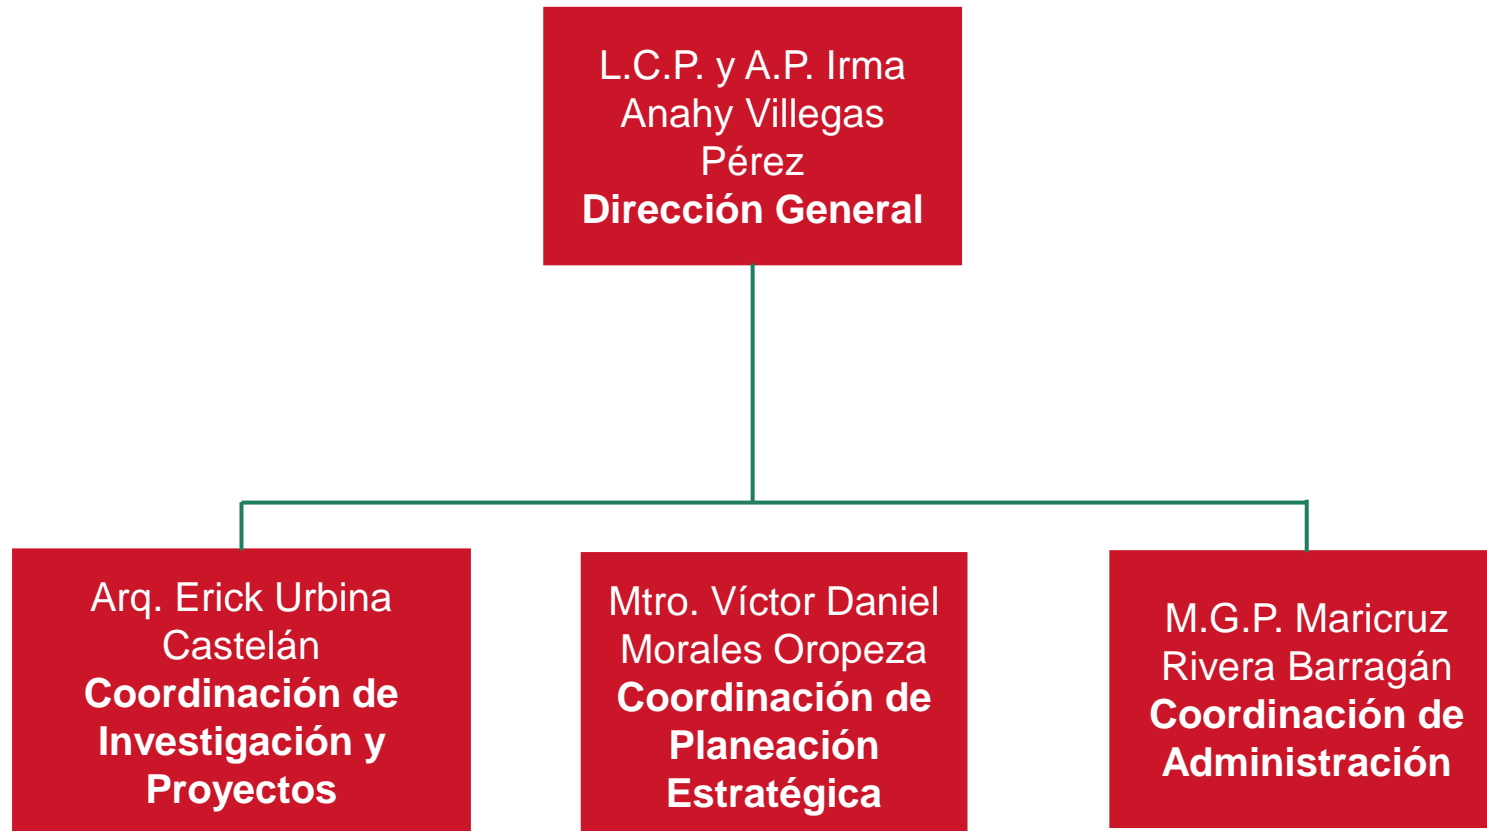 L.C.P. y A.P. Irma
Anahy Villegas
Pérez
Dirección General
Arq. Erick Urbina
Castelán
Coordinación de
Investigación y
Proyectos
Mtro. Víctor Daniel
Morales Oropeza
Coordinación de
Planeación
Estratégica
M.G.P. Maricruz
Rivera Barragán
Coordinación de
Administración